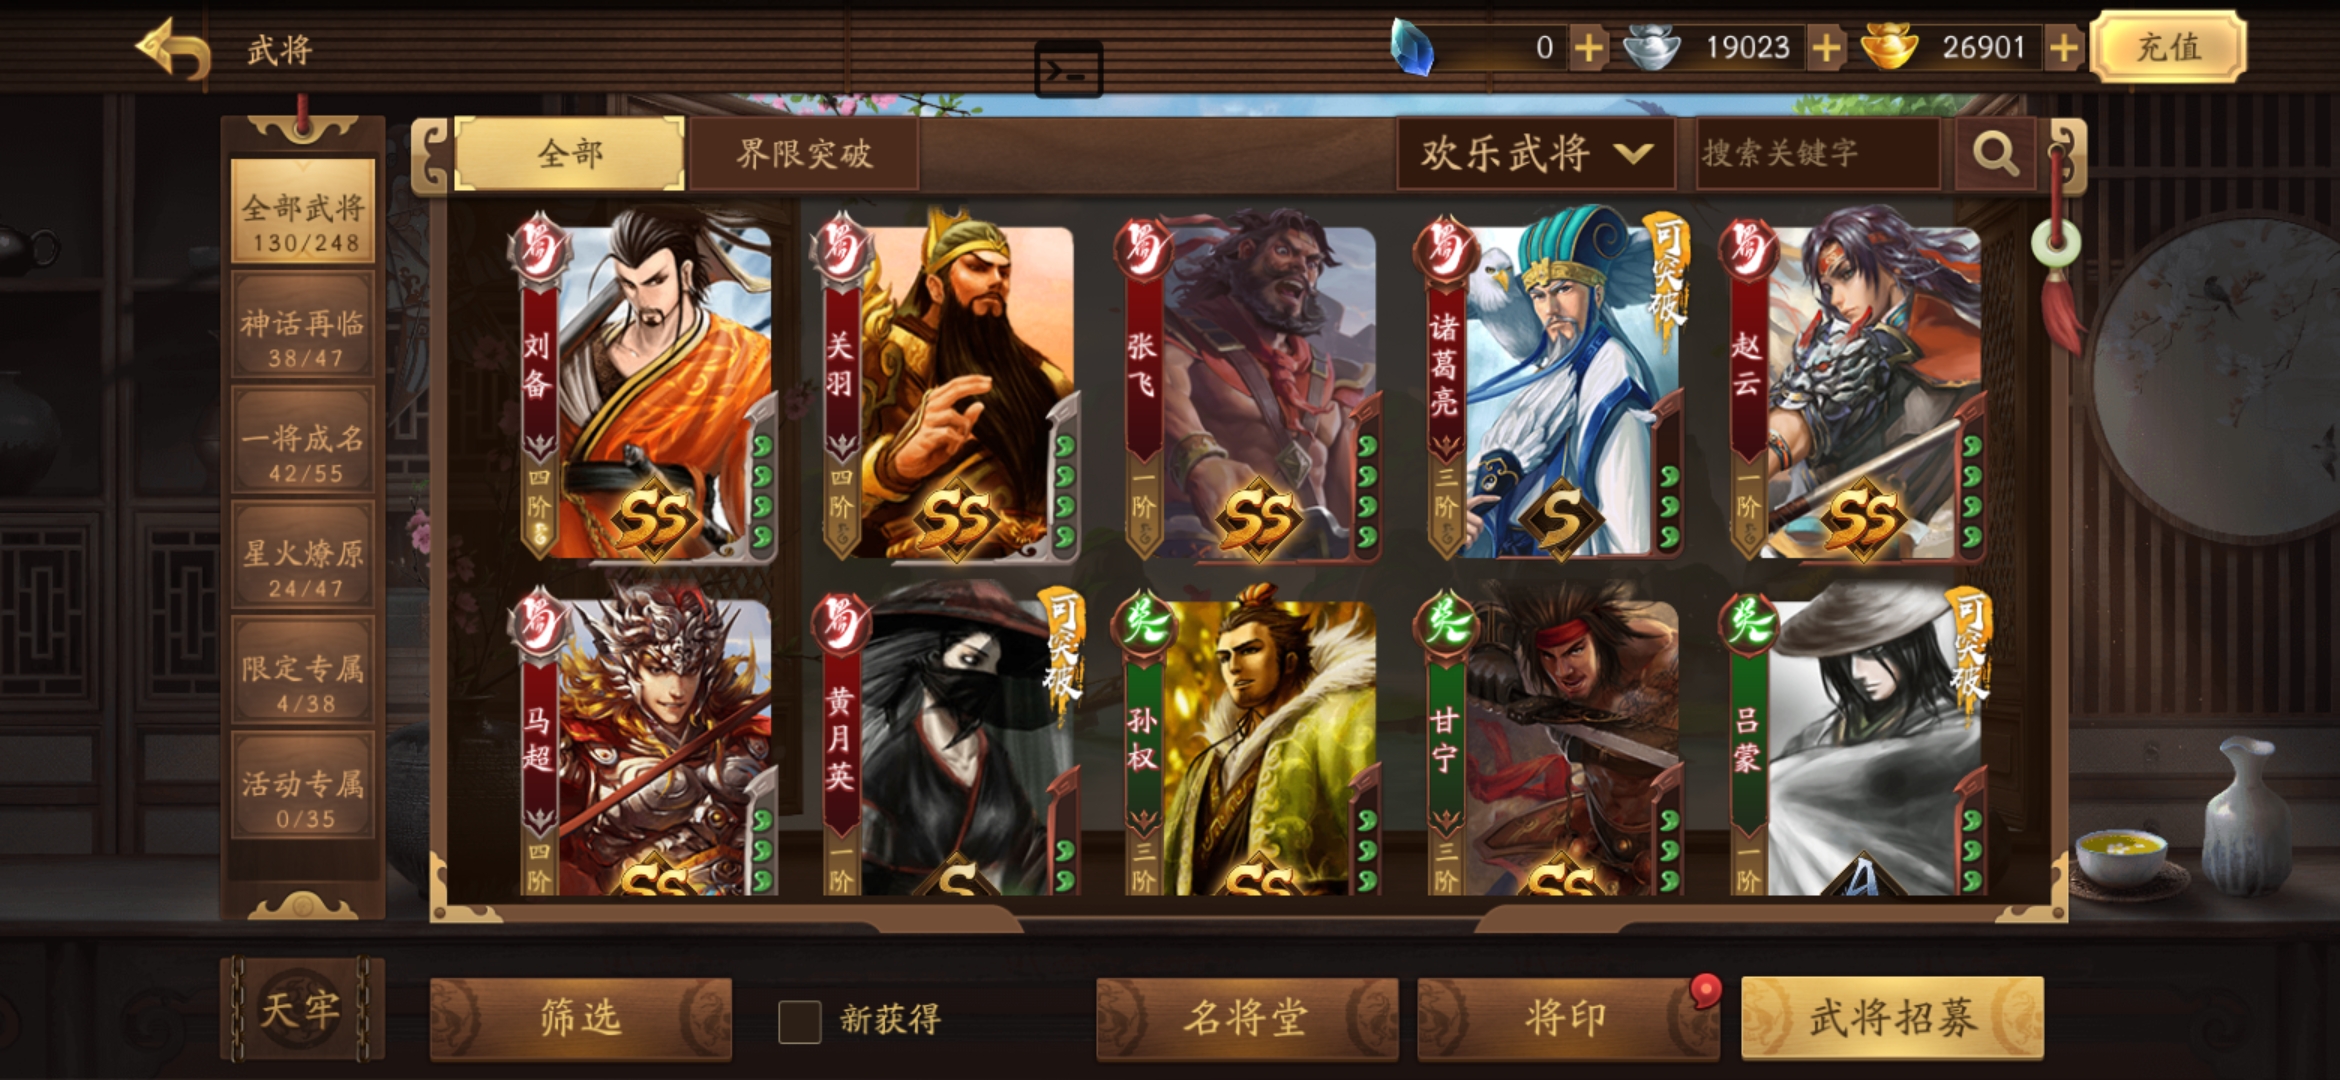 武将
0
19023
26901
充值
全部
界限突破
欢乐武将
搜索关键字
全部武将
130/248
神话再临
38/47
一将成名
42/55
星火燎原
24/47
限定专属
4/38
活动专属
0/35
蜀
刘备
四阶
SS
蜀
关羽
四阶
SS
蜀
张飞
一阶
SS
蜀
诸葛亮
三阶
S
可突破
蜀
赵云
一阶
SS
蜀
马超
四阶
SS
蜀
黄月英
一阶
S
可突破
吴
孙权
三阶
SS
吴
甘宁
三阶
SS
吴
吕蒙
一阶
A
可突破
天牢
筛选
新获得
名将堂
将印
武将招募